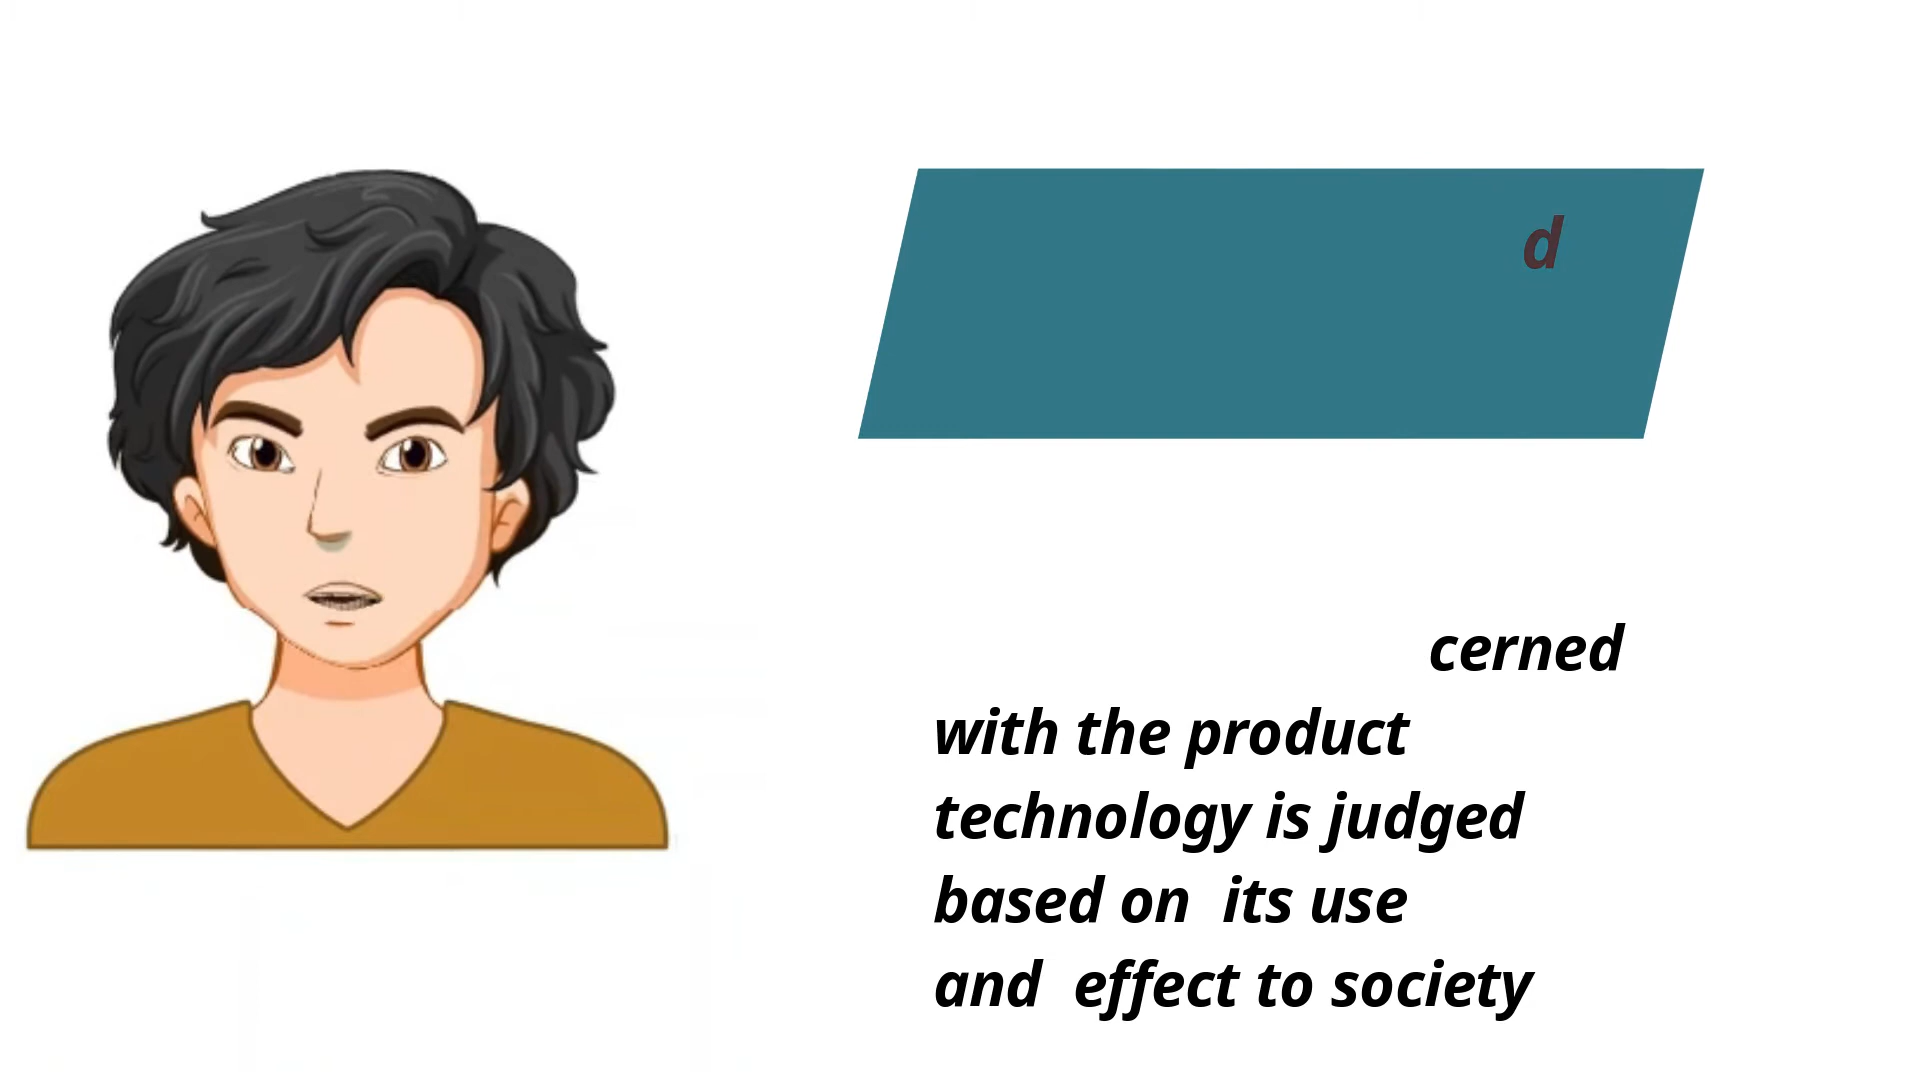 d
cerned
with the product
technology is judged
based on  its use
and  effect to society